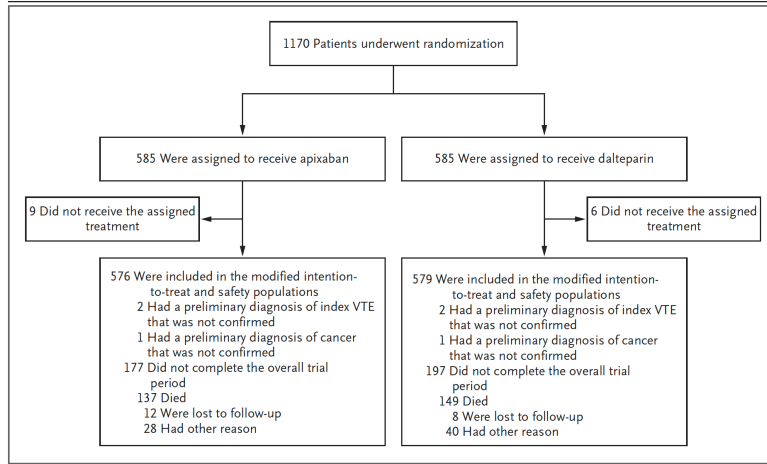 1170 Patients underwent randomization
585 Were assigned to receive apixaban
585 Were assigned to receive dalteparin
9 Did not receive the assigned
treatment
6 Did not receive the assigned
treatment
576 Were included in the modified intention-
to-treat and safety populations
2 Had a preliminary diagnosis of index VTE
that was not confirmed
1 Had a preliminary diagnosis of cancer
that was not confirmed
177 Did not complete the overall trial
period
137 Died
12 Were lost to follow-up
28 Had other reason
579 Were included in the modified intention-
to-treat and safety populations
2 Had a preliminary diagnosis of index VTE
that was not confirmed
1 Had a preliminary diagnosis of cancer
that was not confirmed
197 Did not complete the overall trial
period
149 Died
8 Were lost to follow-up
40 Had other reason